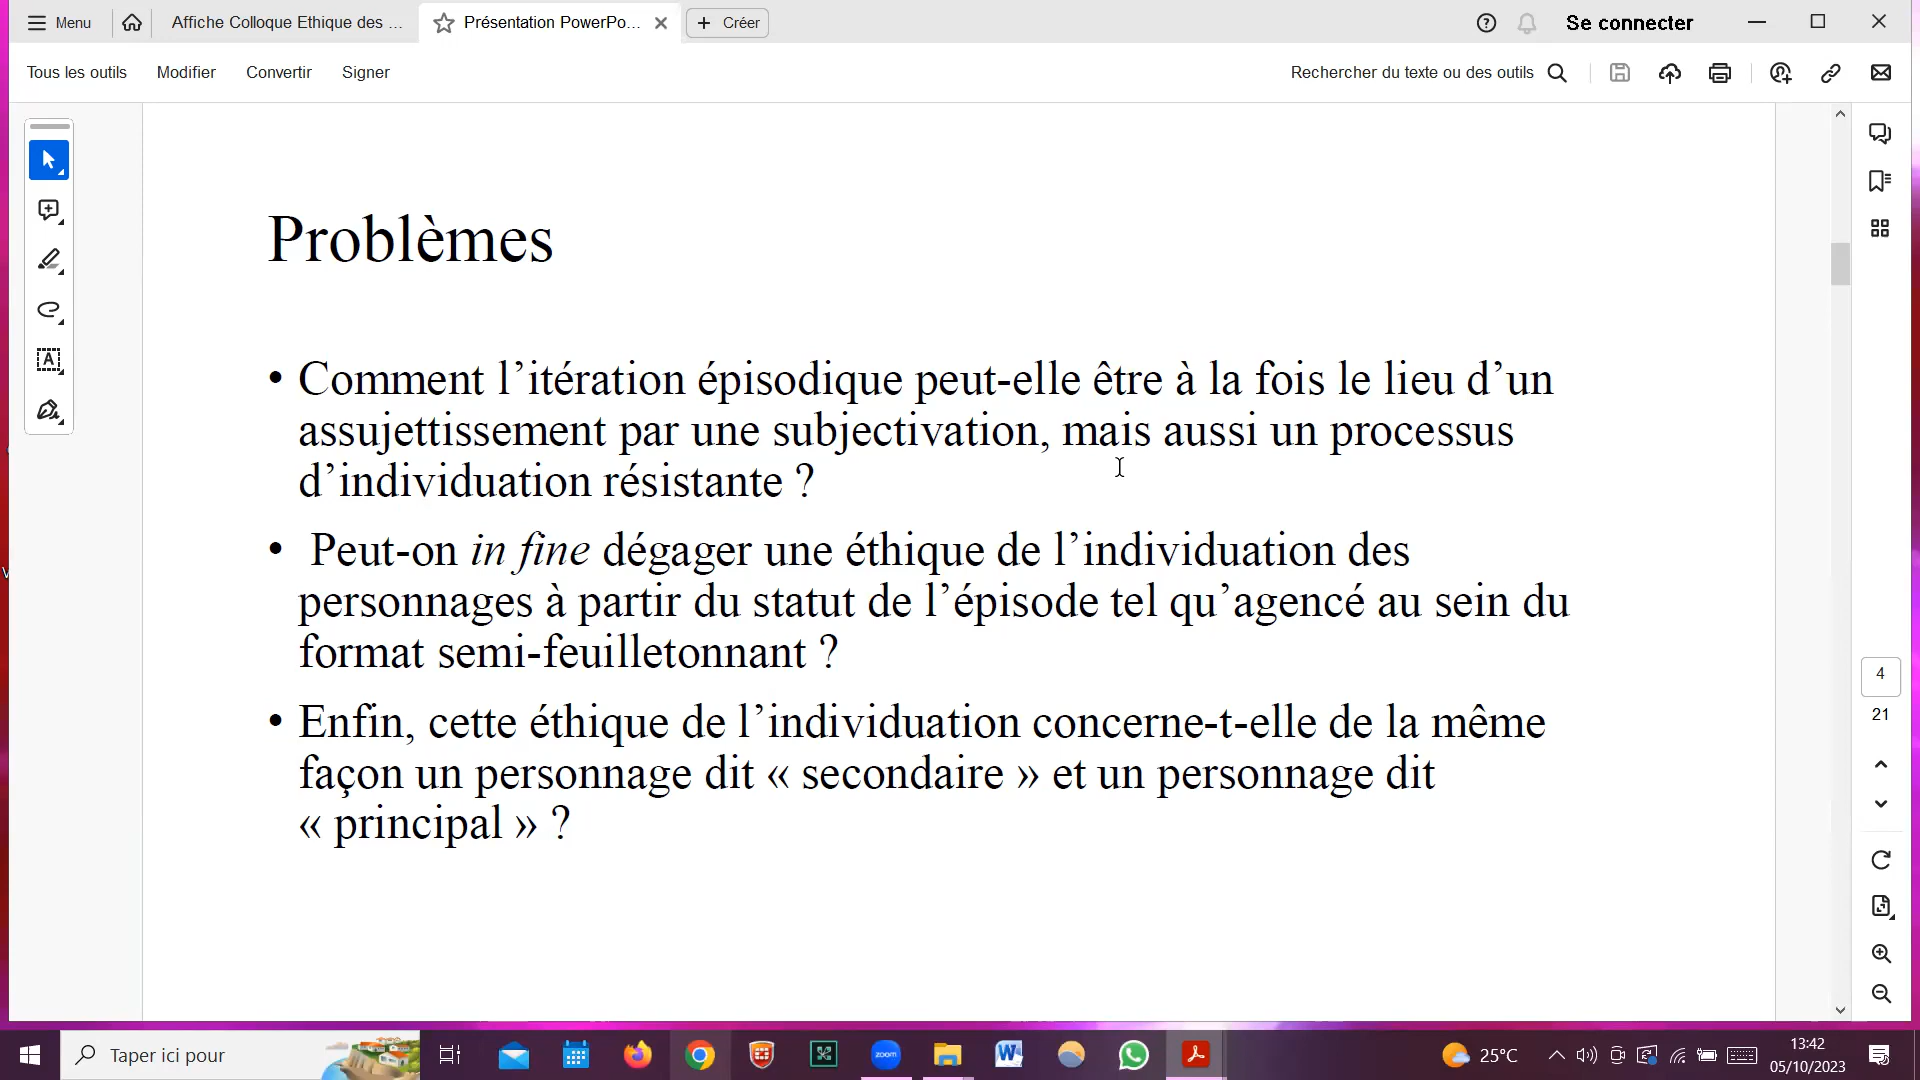 Menu
Affiche Colloque Ethique des ...
Présentation PowerPo...
Créer
Se connecter
Tous les outils
Modifier
Convertir
Signer
Rechercher du texte ou des outils
Problèmes
• Comment l’itération épisodique peut-elle être à la fois le lieu d’un
assujettissement par une subjectivation, mais aussi un processus
d’individuation résistante ?
• Peut-on in fine dégager une éthique de l’individuation des
personnages à partir du statut de l’épisode tel qu’agencé au sein du
format semi-feuilletonnant ?
• Enfin, cette éthique de l’individuation concerne-t-elle de la même
façon un personnage dit « secondaire » et un personnage dit
« principal » ?
4
21
Taper ici pour
zoom
25°C
13:42
05/10/2023